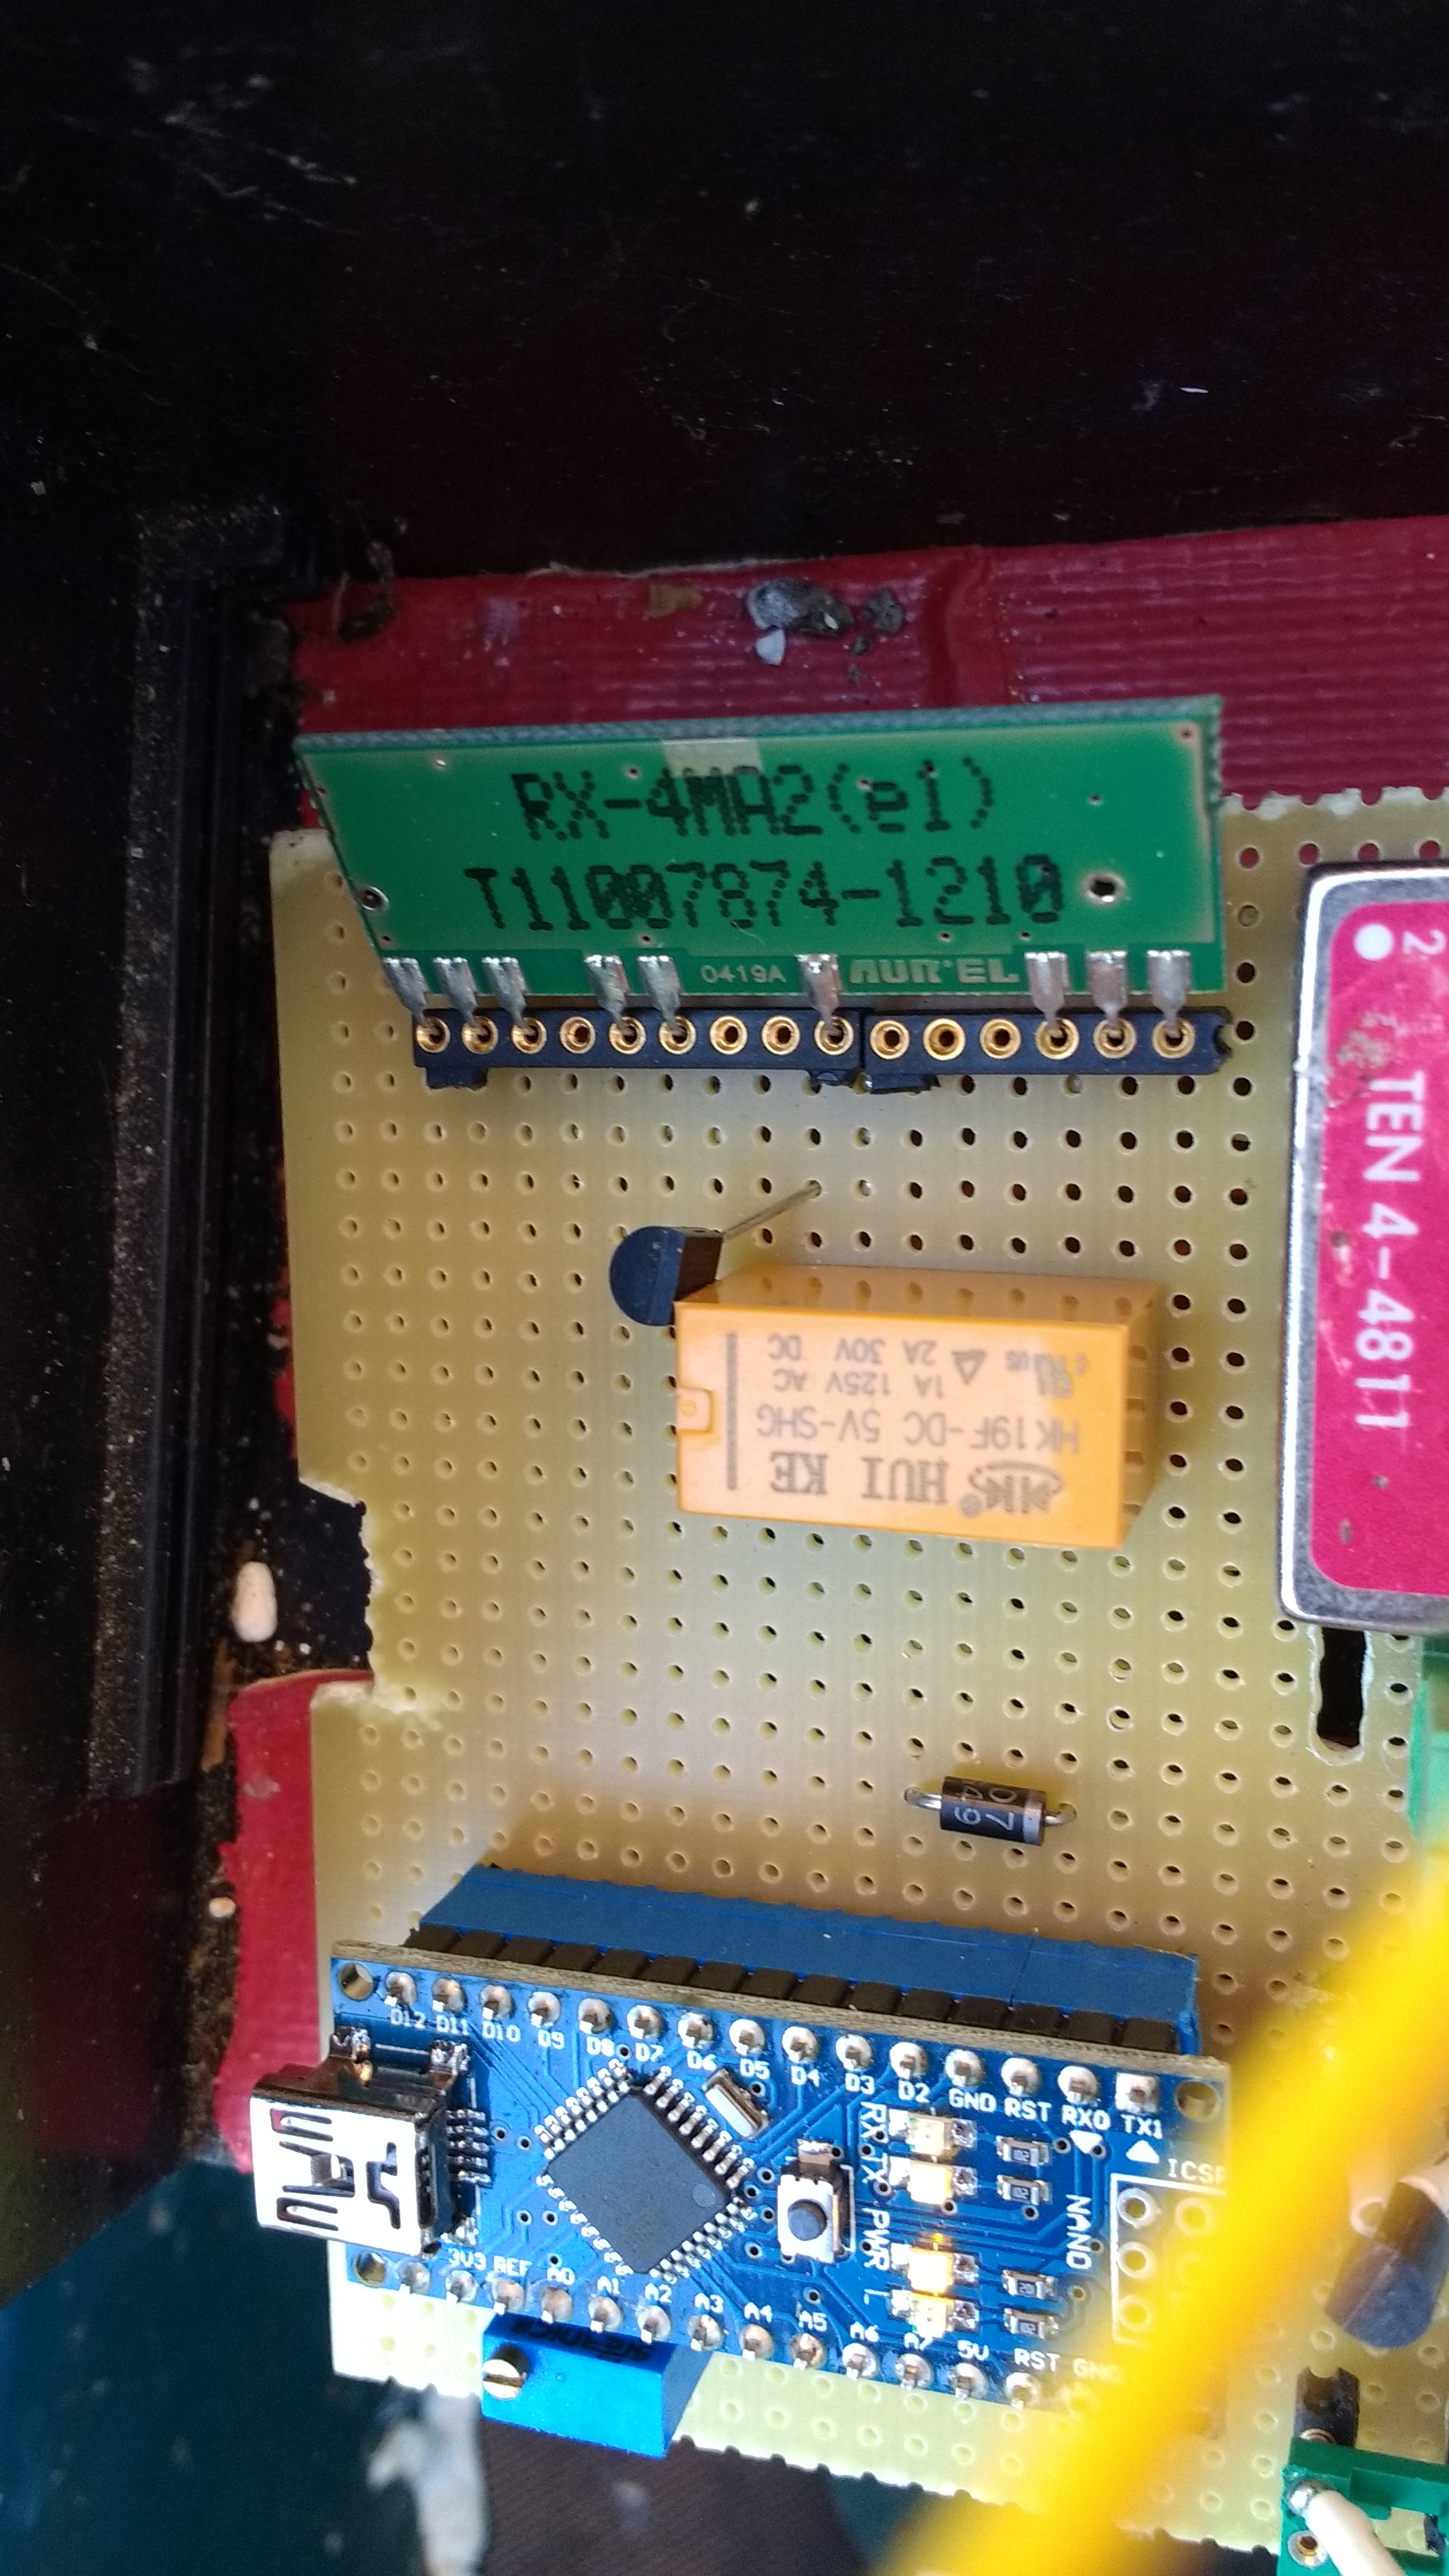 RX-4MA2(e1)
T11007874-1210
0419A AUR°EL
2
TEN 4-4811
HUI KE
HK19F-DC 5V-SHG
1A 125V AC
2A 30V DC
D12 D11 D10 D9 D8 D7 D6 D5 D4 D3 D2 GND RST RX0 TX1
RX
TX
PWR
L
NANO
ICSP
3V3 REF A0 A1 A2 A3 A4 A5 A6 A7 5V RST GND